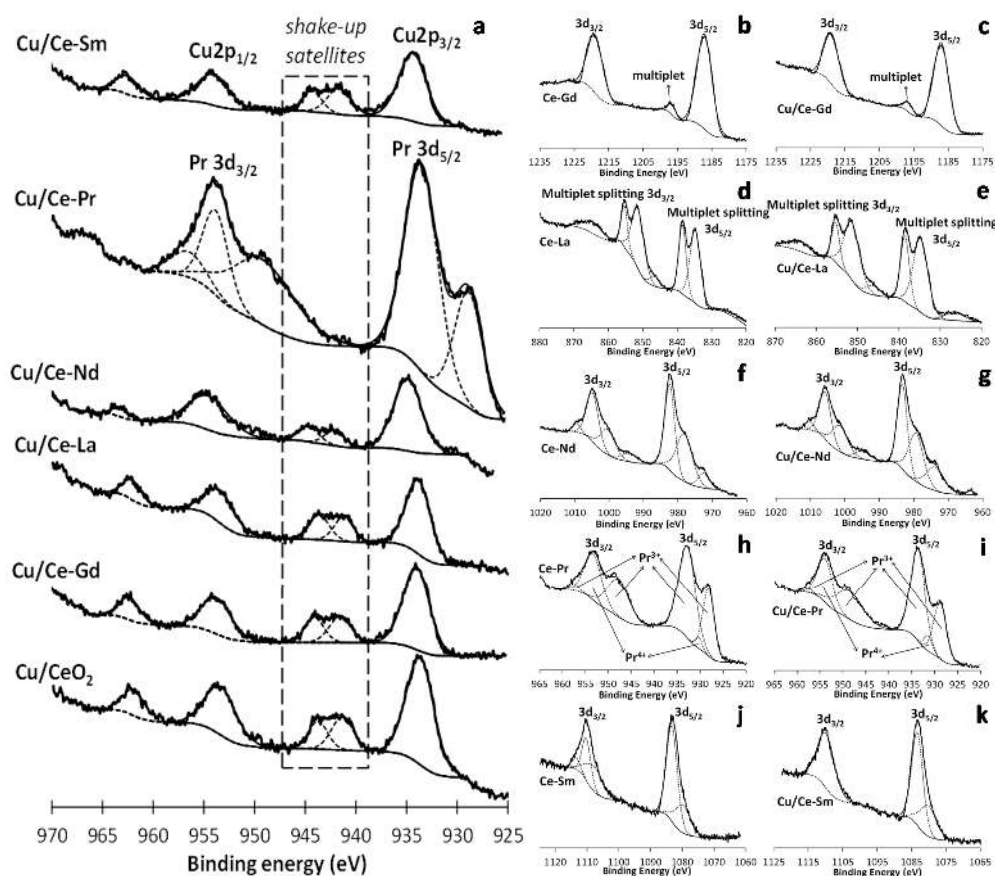 a
shake-up
satellites
Cu/Ce-Sm
Cu2p1/2
Cu2p3/2
Cu/Ce-Pr
Pr 3d3/2
Pr 3d5/2
Cu/Ce-Nd
Cu/Ce-La
Cu/Ce-Gd
Cu/CeO2
970 965 960 955 950 945 940 935 930 925
Binding energy (eV)
b
3d3/2
3d5/2
multiplet
Ce-Gd
1235 1225 1215 1205 1195 1185 1175
Binding Energy (eV)
c
3d3/2
3d5/2
multiplet
Cu/Ce-Gd
1235 1225 1215 1205 1195 1185 1175
Binding Energy (eV)
d
Multiplet splitting 3d3/2
Multiplet splitting
3d5/2
Ce-La
880 870 860 850 840 830 820
Binding Energy (eV)
e
Multiplet splitting 3d3/2
Multiplet splitting
3d5/2
Cu/Ce-La
870 860 850 840 830 820
Binding Energy (eV)
f
3d3/2
3d5/2
Ce-Nd
1020 1010 1000 990 980 970 960
Binding Energy (eV)
g
3d3/2
3d5/2
Cu/Ce-Nd
1020 1010 1000 990 980 970 960
Binding Energy (eV)
h
3d3/2
3d5/2
Pr3+
Ce-Pr
Pr4+
965 960 955 950 945 940 935 930 925 920
Binding Energy (eV)
i
3d3/2
3d5/2
Pr3+
Cu/Ce-Pr
Pr4+
965 960 955 950 945 940 935 930 925 920
Binding Energy (eV)
j
3d3/2
3d5/2
Ce-Sm
1120 1110 1100 1090 1080 1070 1060
Binding Energy (eV)
k
3d3/2
3d5/2
Cu/Ce-Sm
1125 1115 1105 1095 1085 1075 1065
Binding Energy (eV)